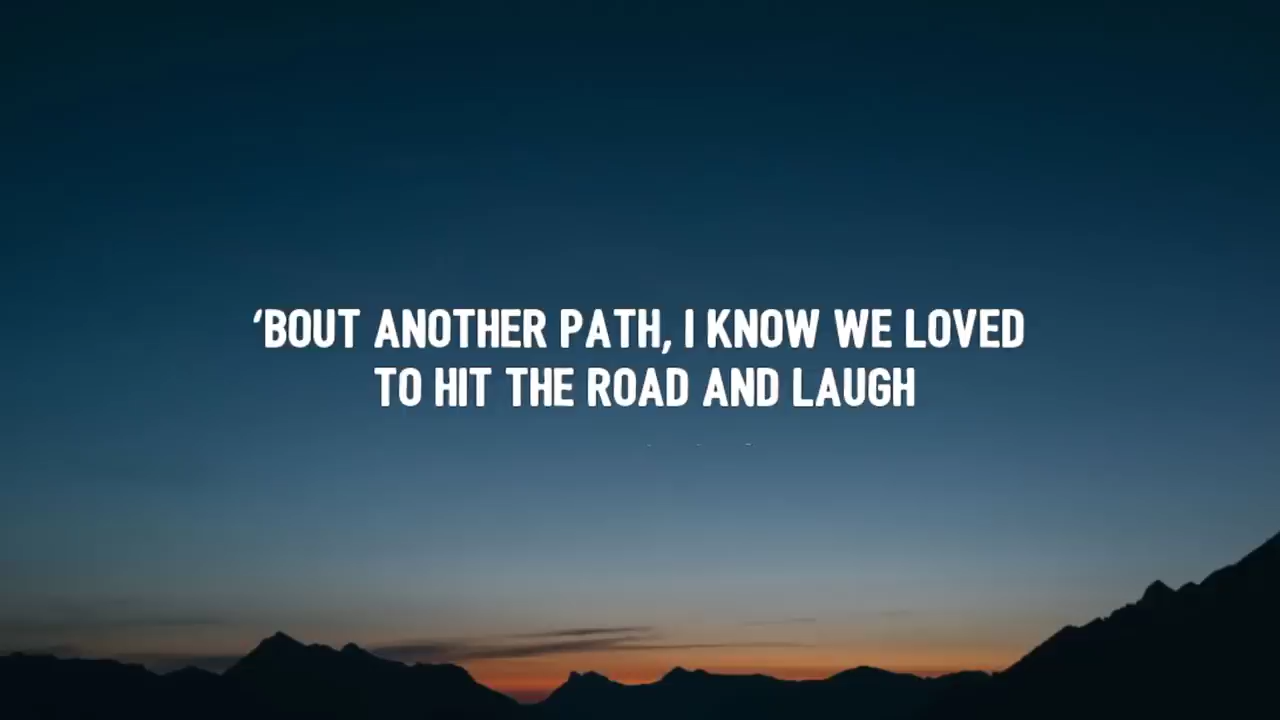 ‘BOUT ANOTHER PATH, I KNOW WE LOVED
TO HIT THE ROAD AND LAUGH